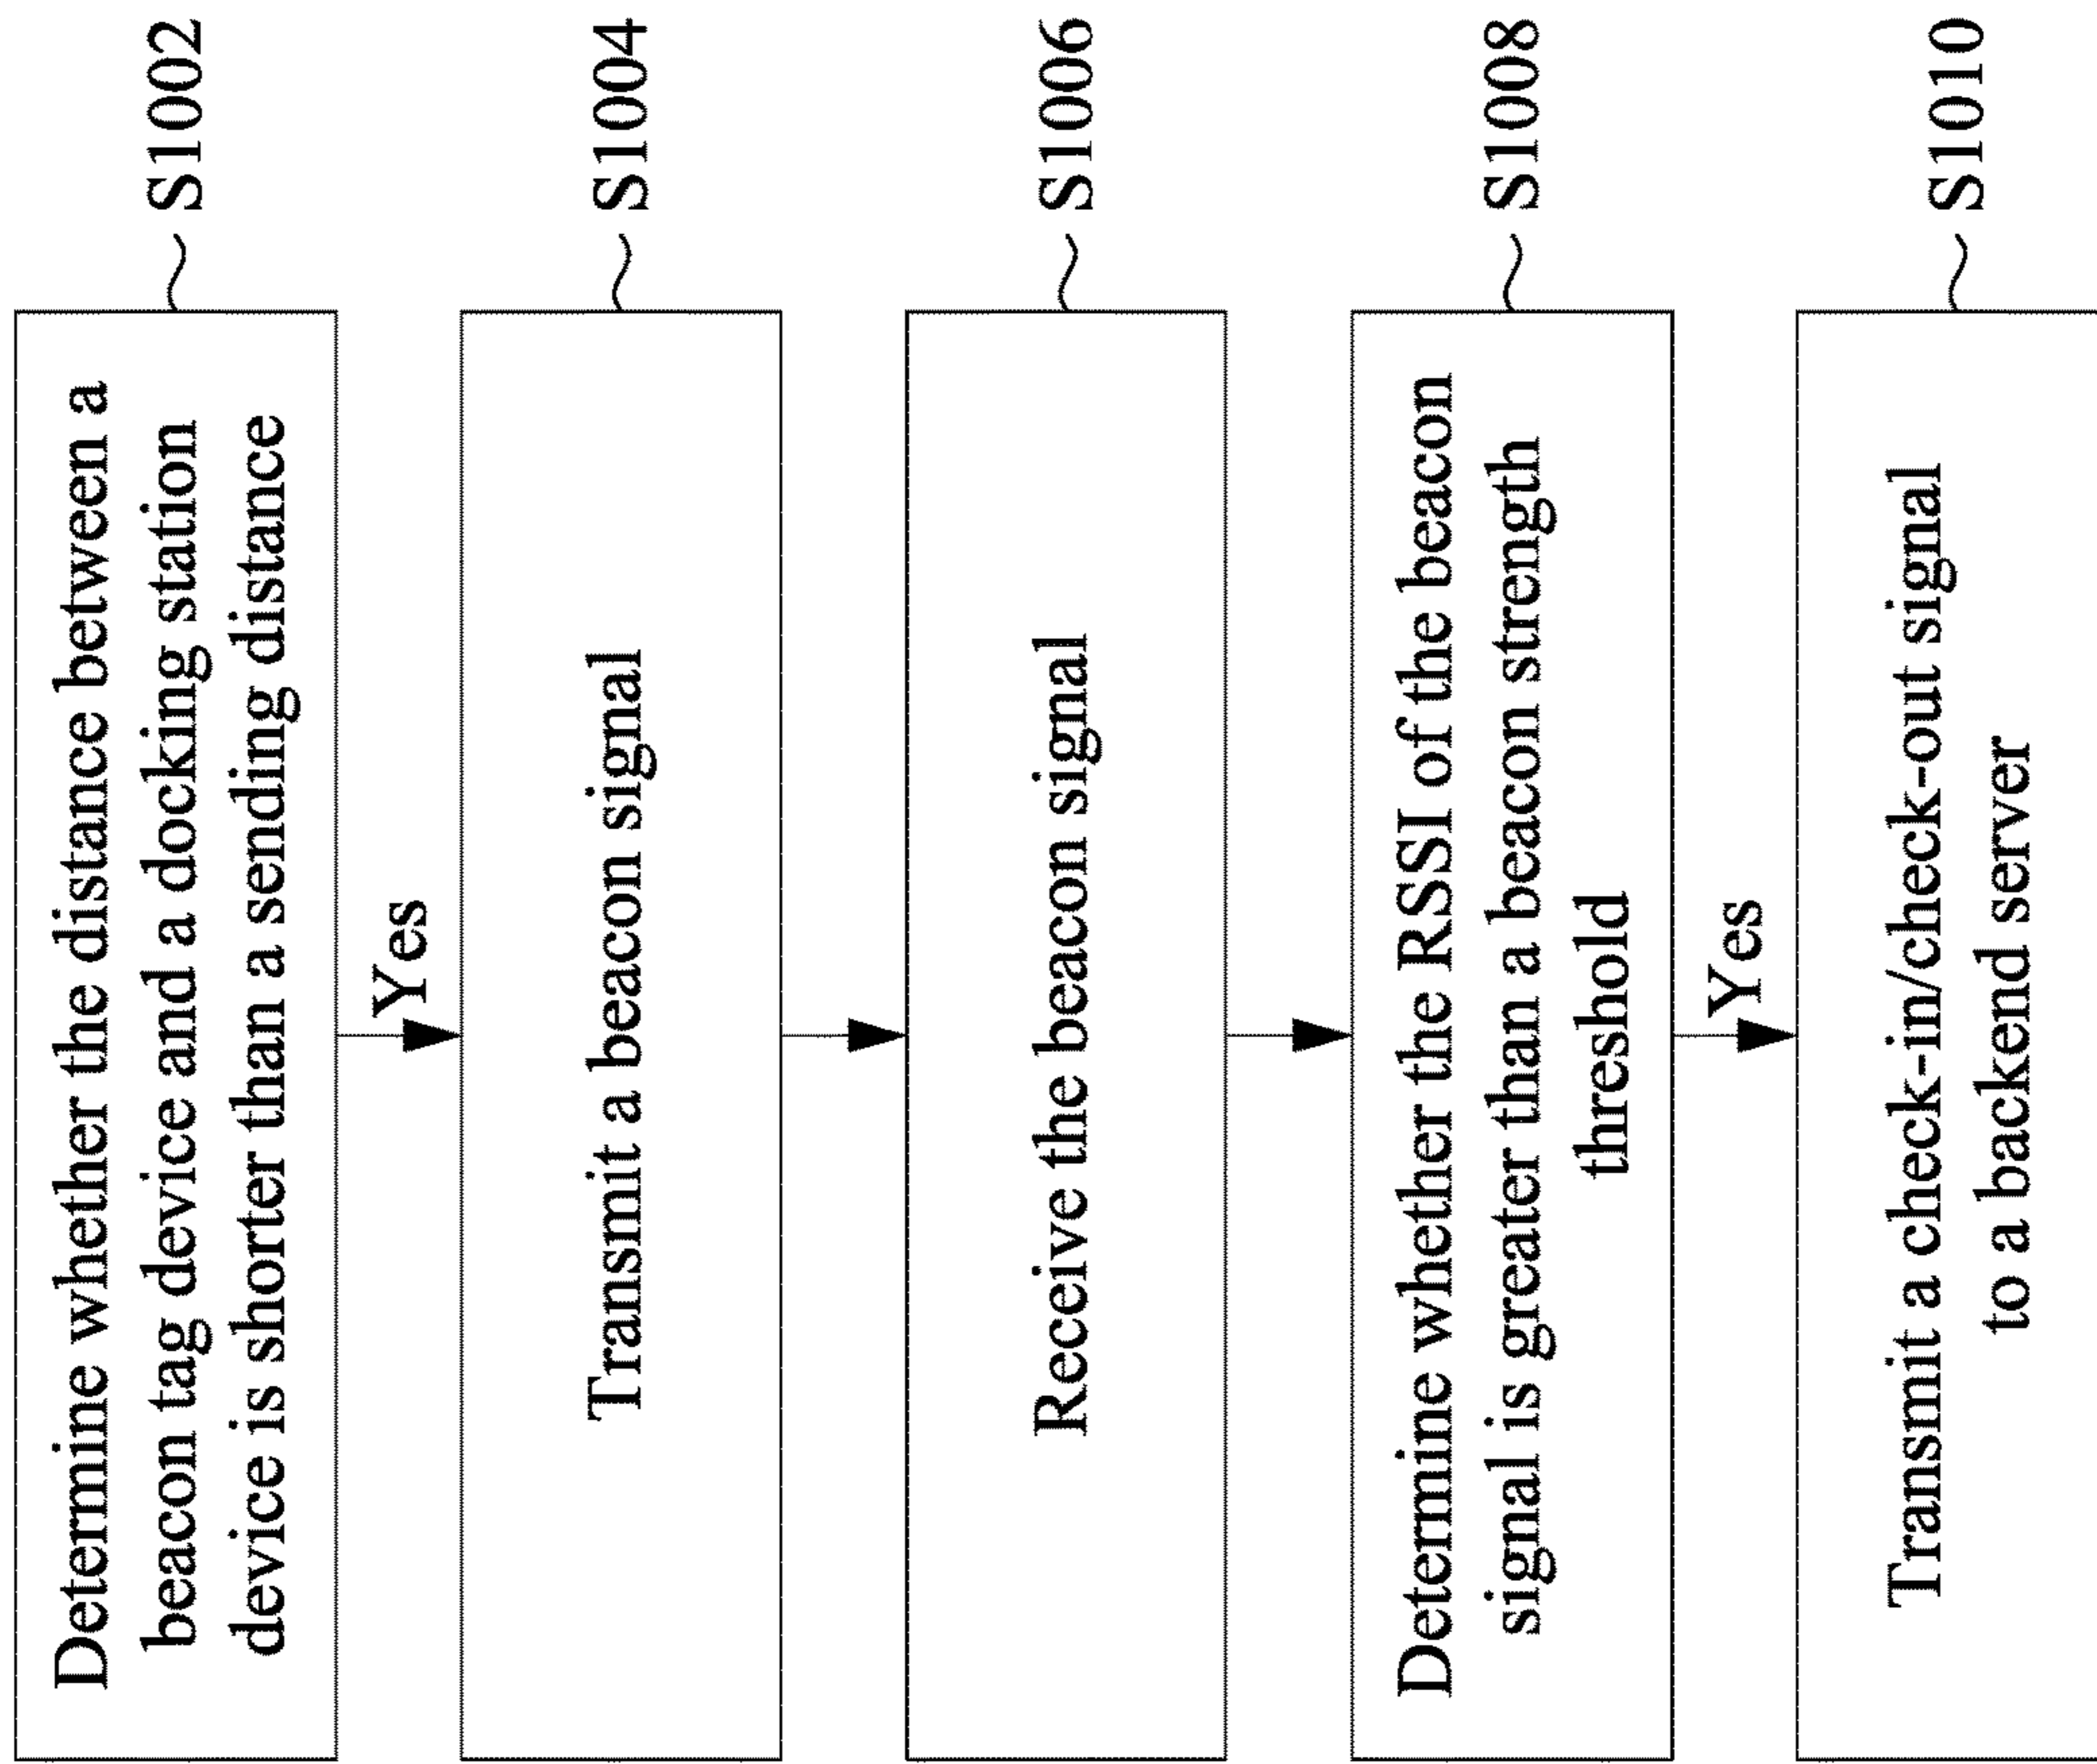 Determine whether the distance between a
beacon tag device and a docking station
device is shorter than a sending distance
S1002
Yes
Transmit a beacon signal
S1004
Receive the beacon signal
S1006
Determine whether the RSSI of the beacon
signal is greater than a beacon strength
threshold
S1008
Yes
Transmit a check-in/check-out signal
to a backend server
S1010